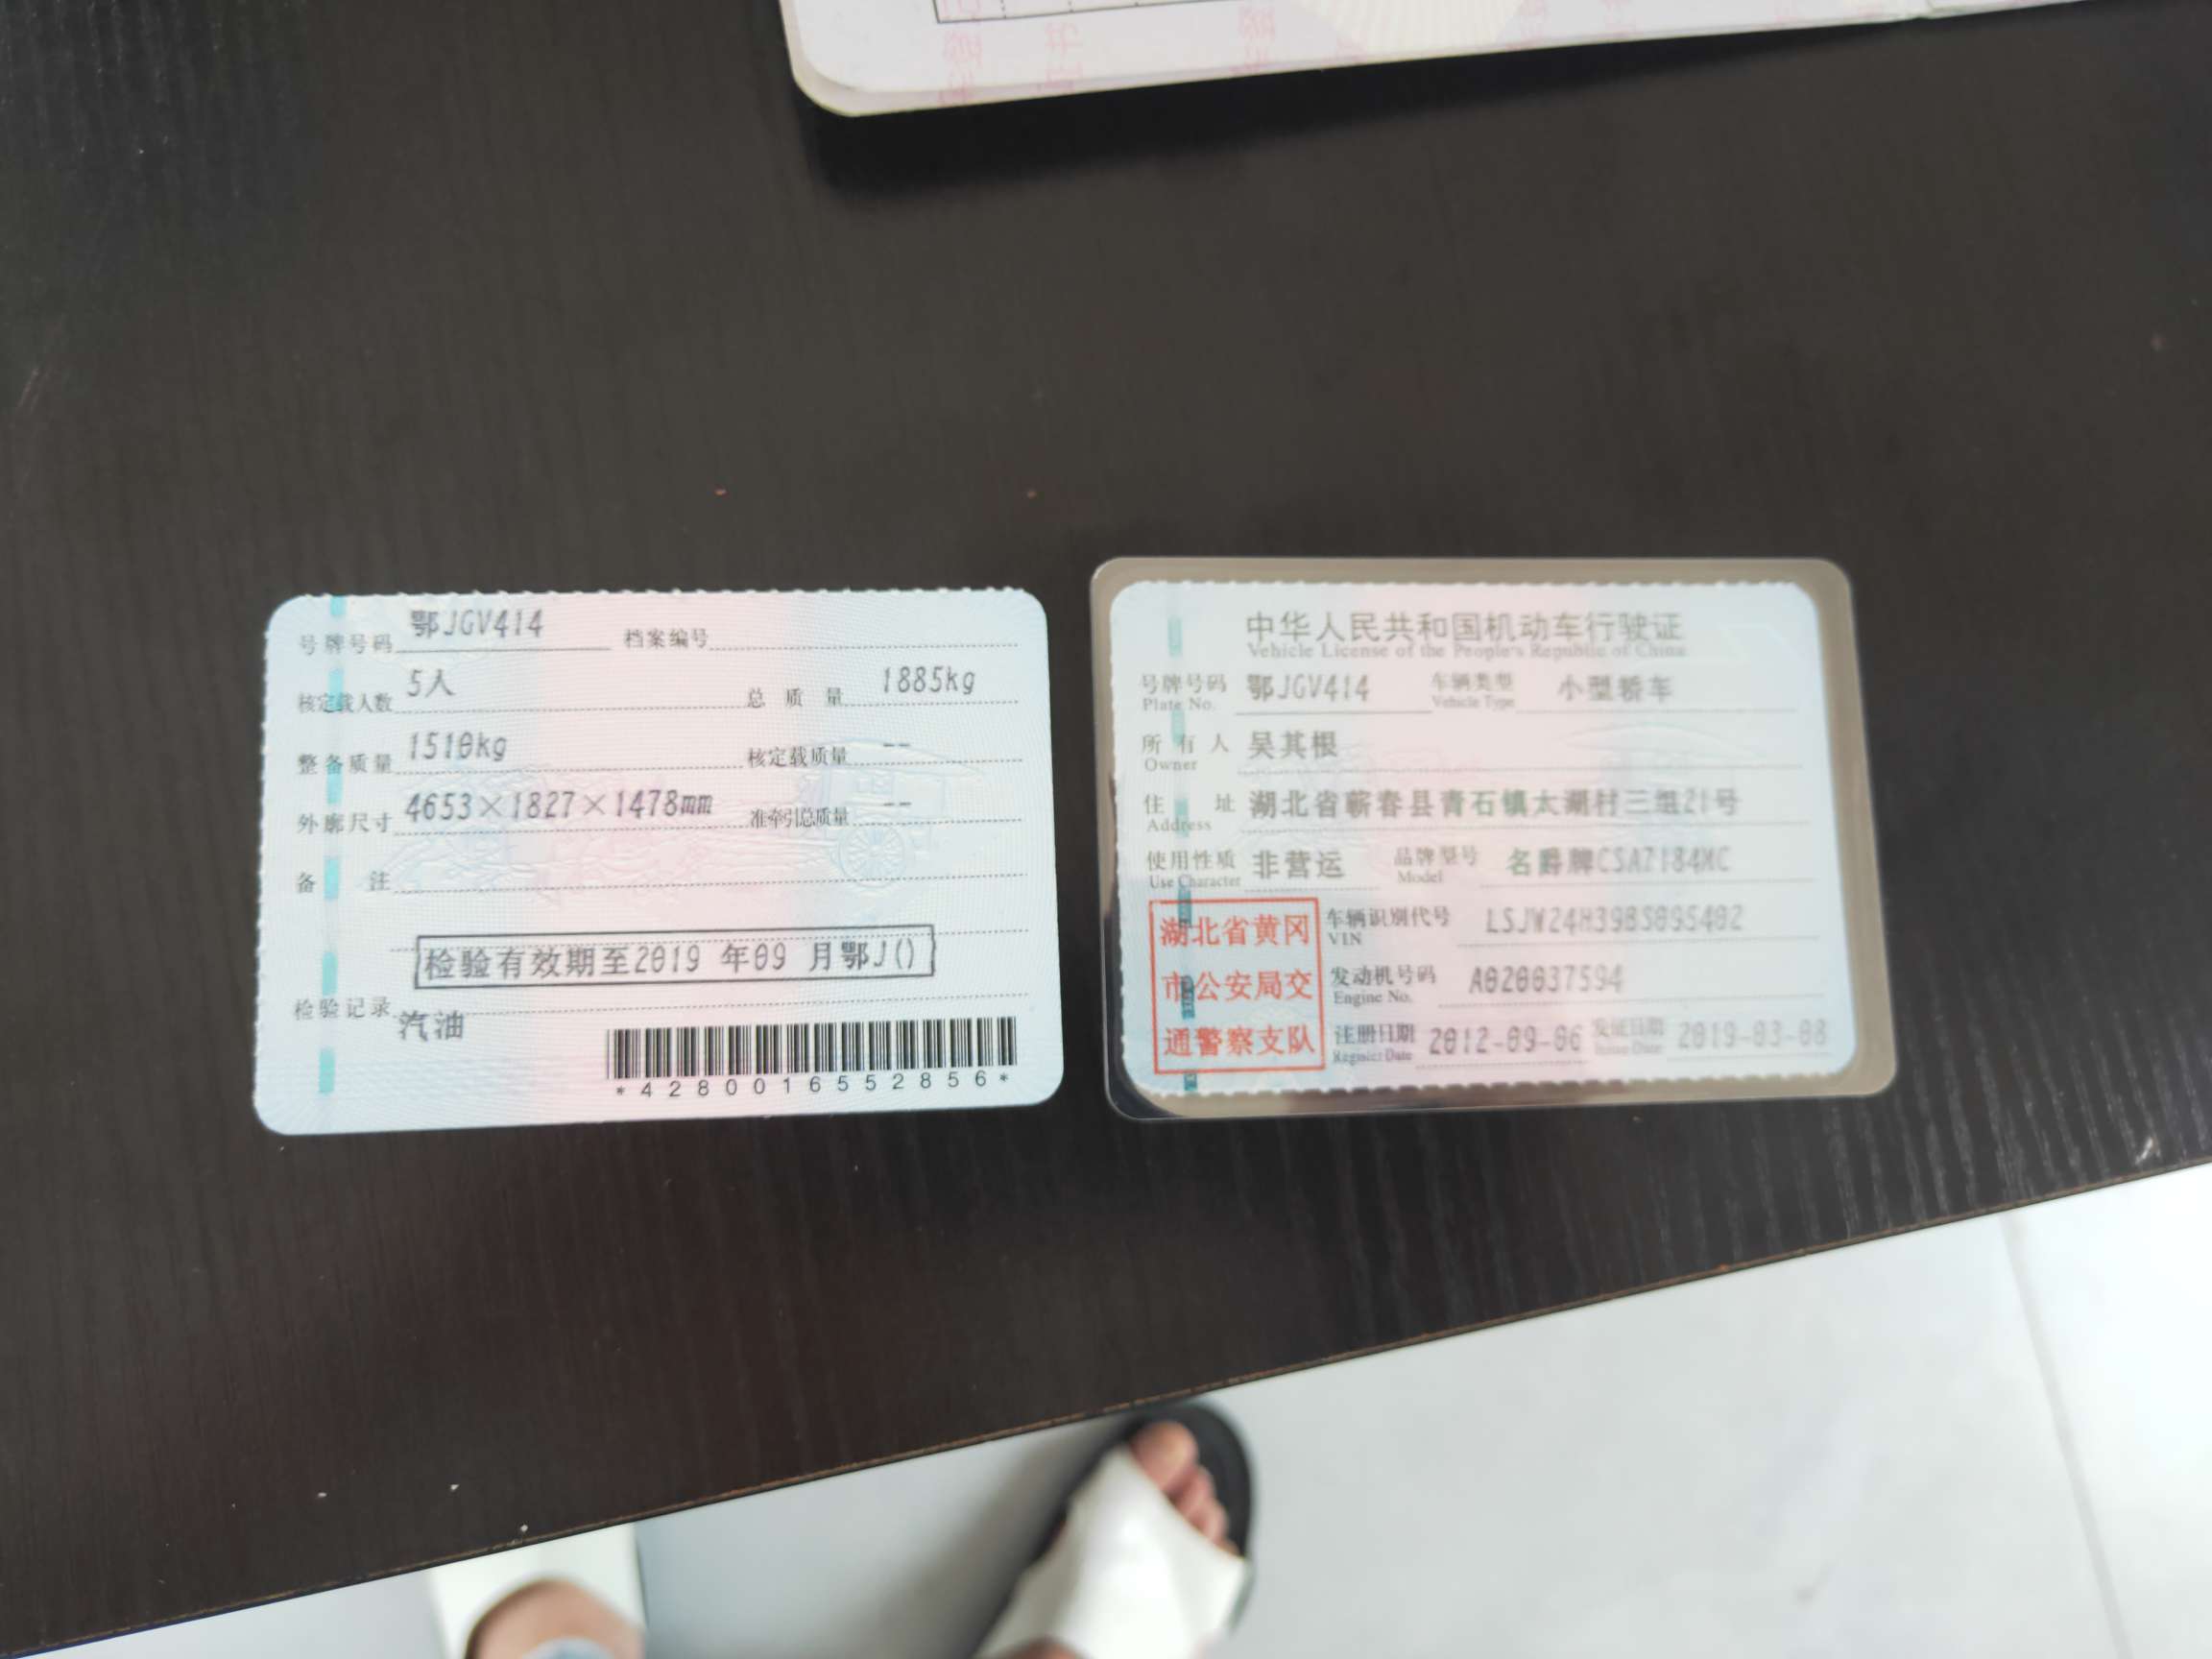 号牌号码 鄂JGV414 档案编号
核定载人数 5人 总质量 1885kg
整备质量 1510kg 核定载质量 --
外廓尺寸 4653×1827×1478mm 准牵引总质量 --
备注
检验有效期至2019 年09 月鄂J()
检验记录
汽油
*4280016552856*
中华人民共和国机动车行驶证
Vehicle License of the People's Republic of China
号牌号码 鄂JGV414 车辆类型 小型轿车
Plate No. Vehicle Type
所有人 吴其根
Owner
住址 湖北省蕲春县青石镇大湖村三组21号
Address
使用性质 非营运 品牌型号 名爵牌CSA7184MC
Use Character Model
湖北省黄冈
市公安局交
通警察支队
车辆识别代号 LSJW24H39BS095402
VIN
发动机号码 A020037594
Engine No.
注册日期 2012-09-06 发证日期 2019-03-08
Register Date Issue Date